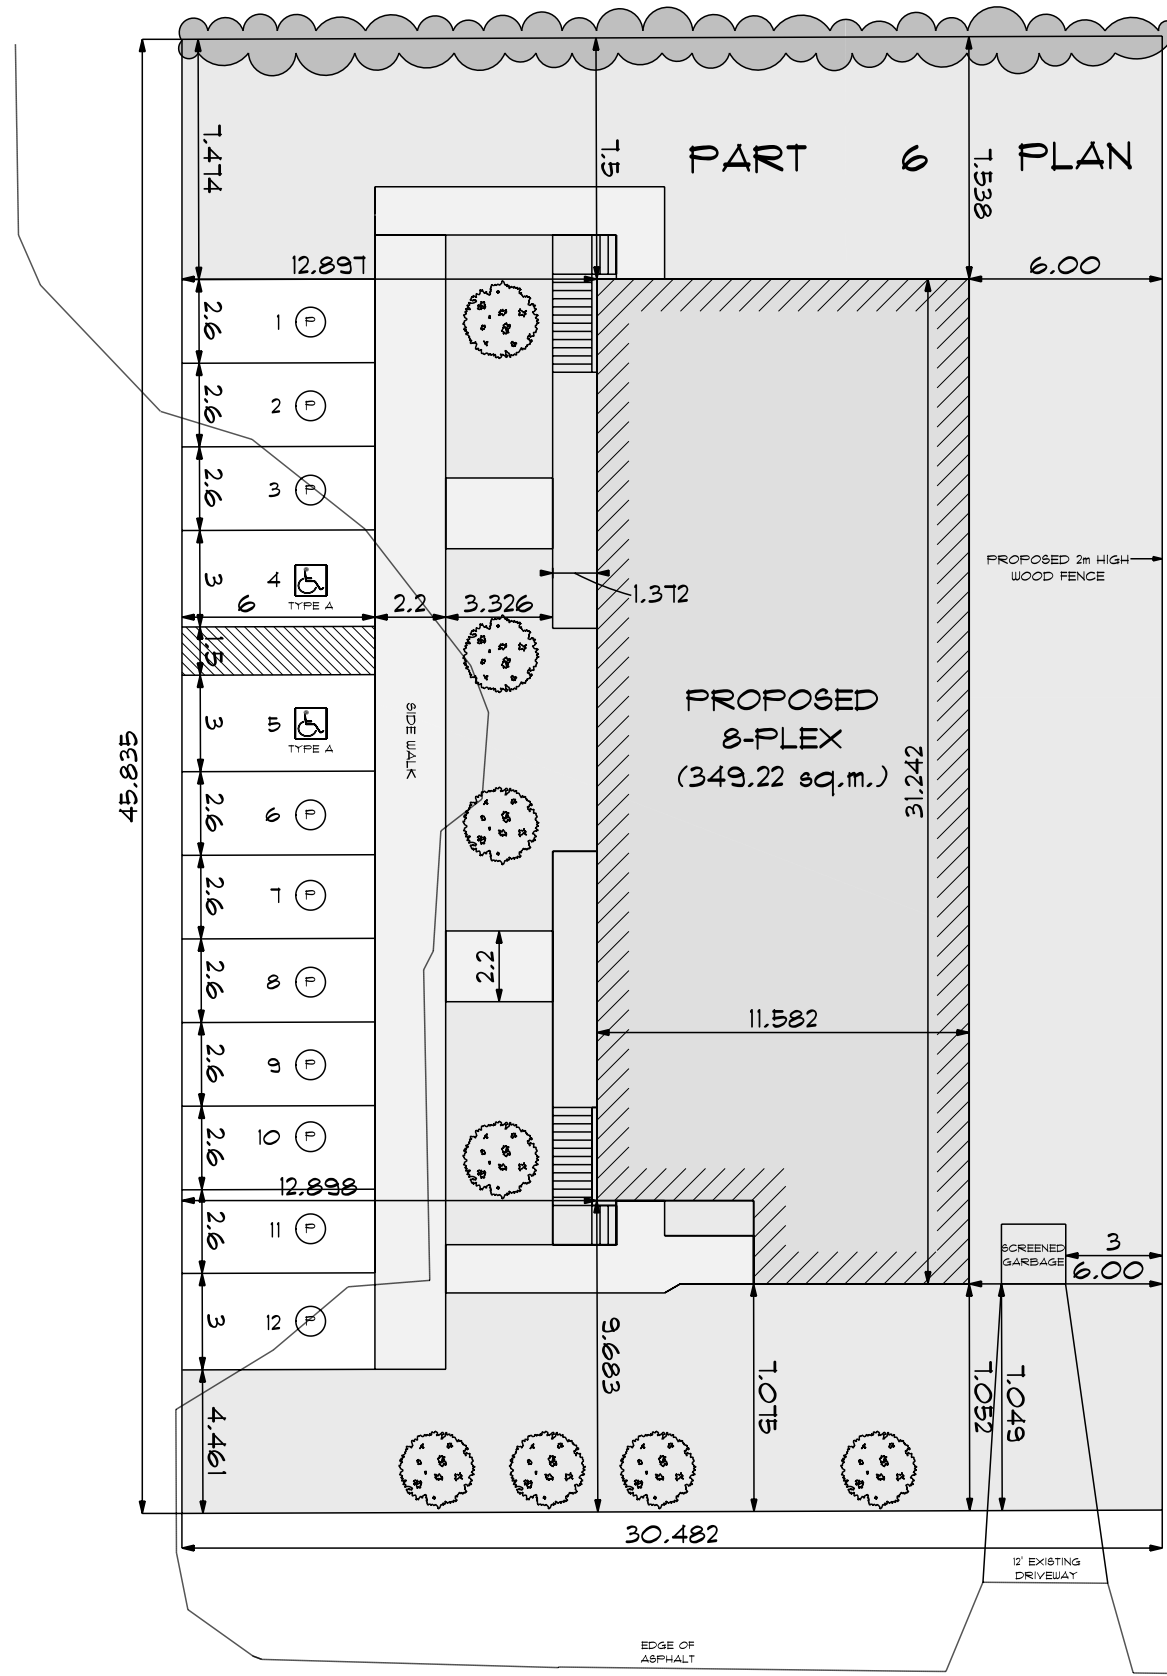 7.474
7.5
PART 6 PLAN
7.538
12.897
6.00
2.6
1 P
2.6
2 P
2.6
3 P
3
4
TYPE A
6
2.2
3.326
1.372
PROPOSED 2m HIGH
WOOD FENCE
1.5
3
5
TYPE A
SIDE WALK
PROPOSED
8-PLEX
(349.22 sq.m.)
31.242
45.835
2.6
6 P
2.6
7 P
2.6
8 P
2.2
2.6
9 P
11.582
2.6
10 P
12.898
2.6
11 P
SCREENED
GARBAGE
3
6.00
3
12 P
9.683
7.075
7.052
7.049
4.461
30.482
12' EXISTING
DRIVEWAY
EDGE OF
ASPHALT